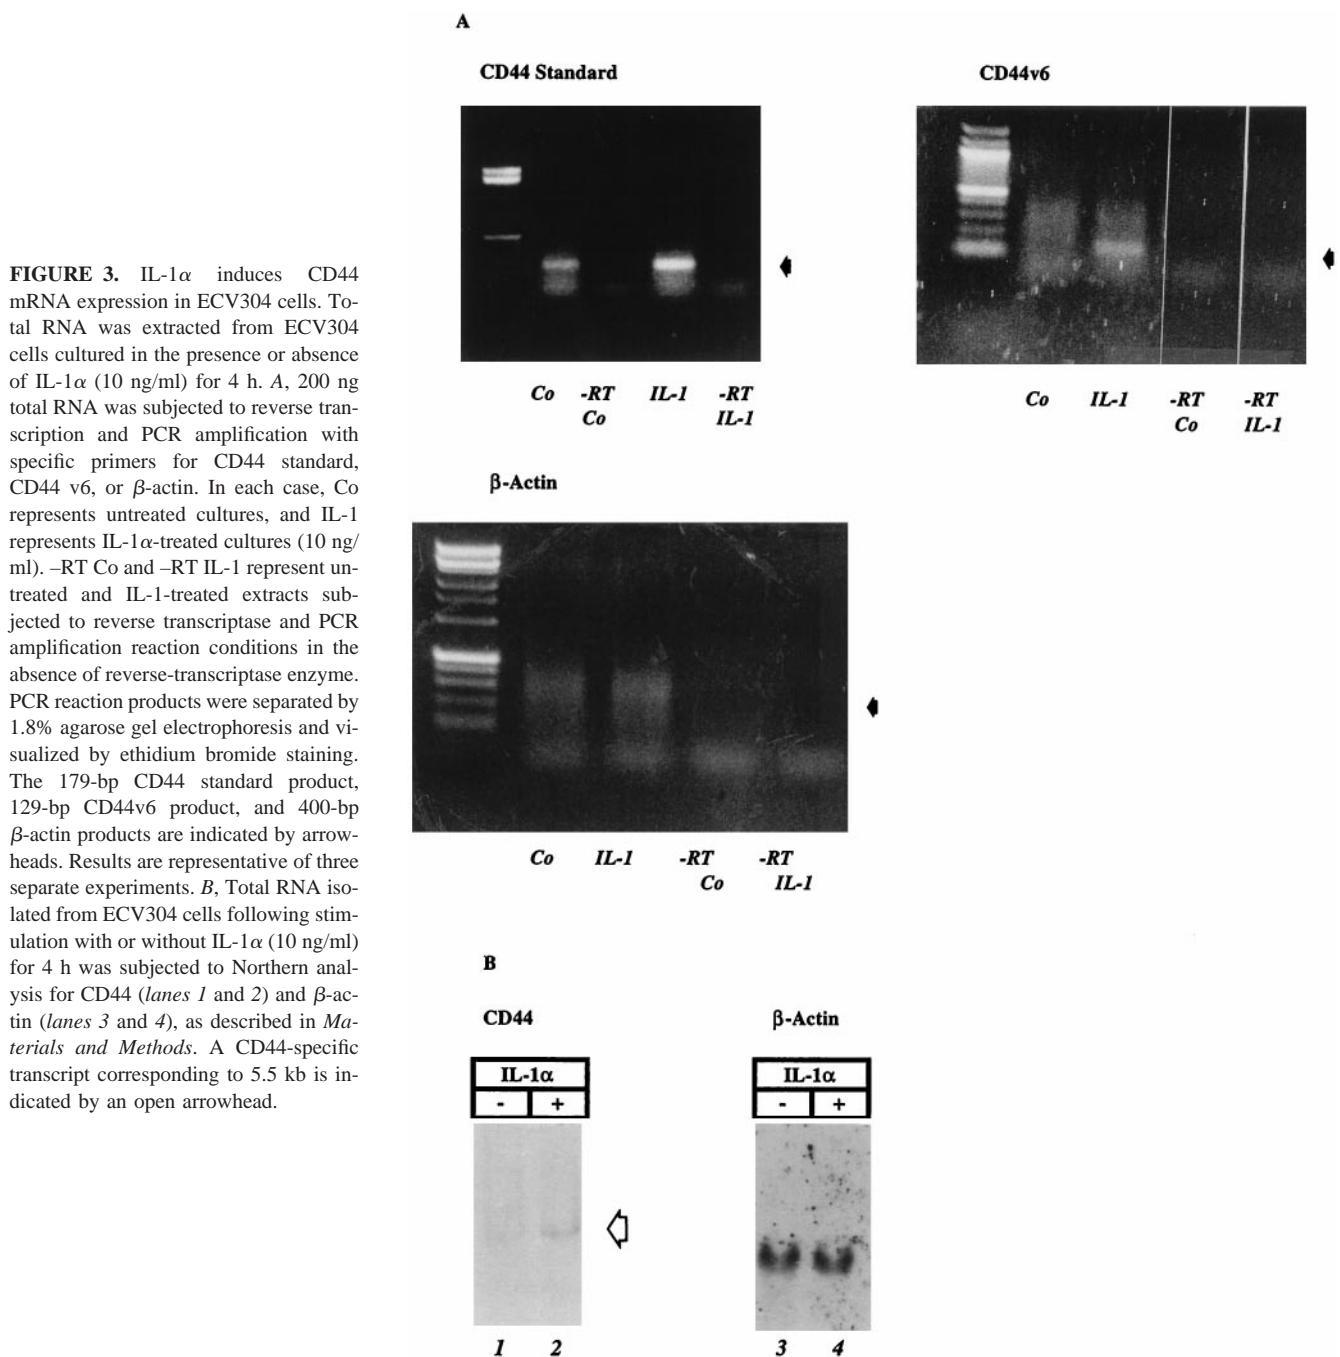 FIGURE 3. IL-1α induces CD44
mRNA expression in ECV304 cells. To-
tal RNA was extracted from ECV304
cells cultured in the presence or absence
of IL-1α (10 ng/ml) for 4 h. A, 200 ng
total RNA was subjected to reverse tran-
scription and PCR amplification with
specific primers for CD44 standard,
CD44 v6, or β-actin. In each case, Co
represents untreated cultures, and IL-1
represents IL-1α-treated cultures (10 ng/
ml). –RT Co and –RT IL-1 represent un-
treated and IL-1-treated extracts sub-
jected to reverse transcriptase and PCR
amplification reaction conditions in the
absence of reverse-transcriptase enzyme.
PCR reaction products were separated by
1.8% agarose gel electrophoresis and vi-
sualized by ethidium bromide staining.
The 179-bp CD44 standard product,
129-bp CD44v6 product, and 400-bp
β-actin products are indicated by arrow-
heads. Results are representative of three
separate experiments. B, Total RNA iso-
lated from ECV304 cells following stim-
ulation with or without IL-1α (10 ng/ml)
for 4 h was subjected to Northern anal-
ysis for CD44 (lanes 1 and 2) and β-ac-
tin (lanes 3 and 4), as described in Ma-
terials and Methods. A CD44-specific
transcript corresponding to 5.5 kb is in-
dicated by an open arrowhead.
A
CD44 Standard
Co -RT IL-1 -RT
Co IL-1
CD44v6
Co IL-1 -RT -RT
Co IL-1
β-Actin
Co IL-1 -RT -RT
Co IL-1
B
CD44
IL-1α
- +
1 2
β-Actin
IL-1α
- +
3 4